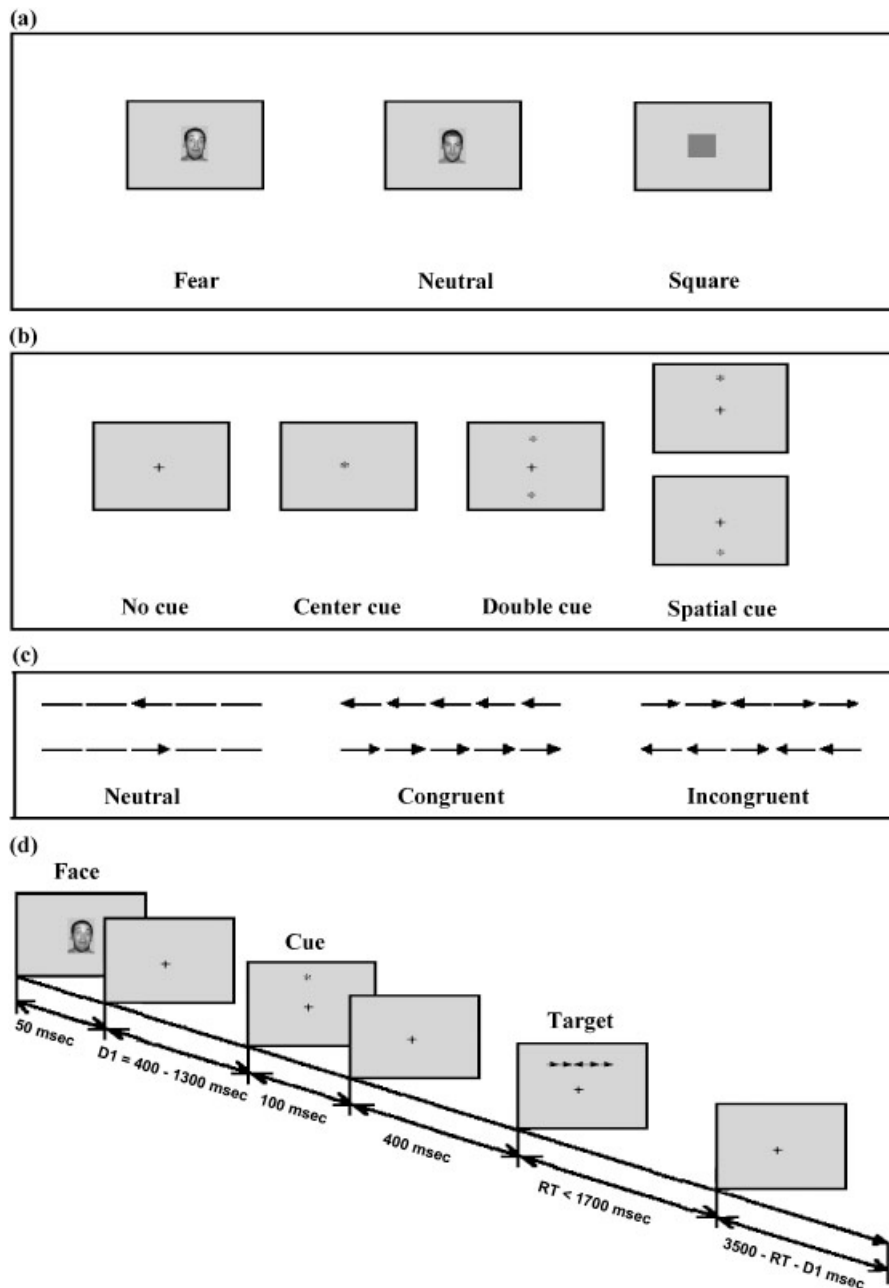 (a)
Fear Neutral Square
(b)
No cue Center cue Double cue Spatial cue
(c)
Neutral Congruent Incongruent
(d)
Face
Cue
Target
50 msec
D1 = 400 - 1300 msec
100 msec
400 msec
RT < 1700 msec
3500 - RT - D1 msec